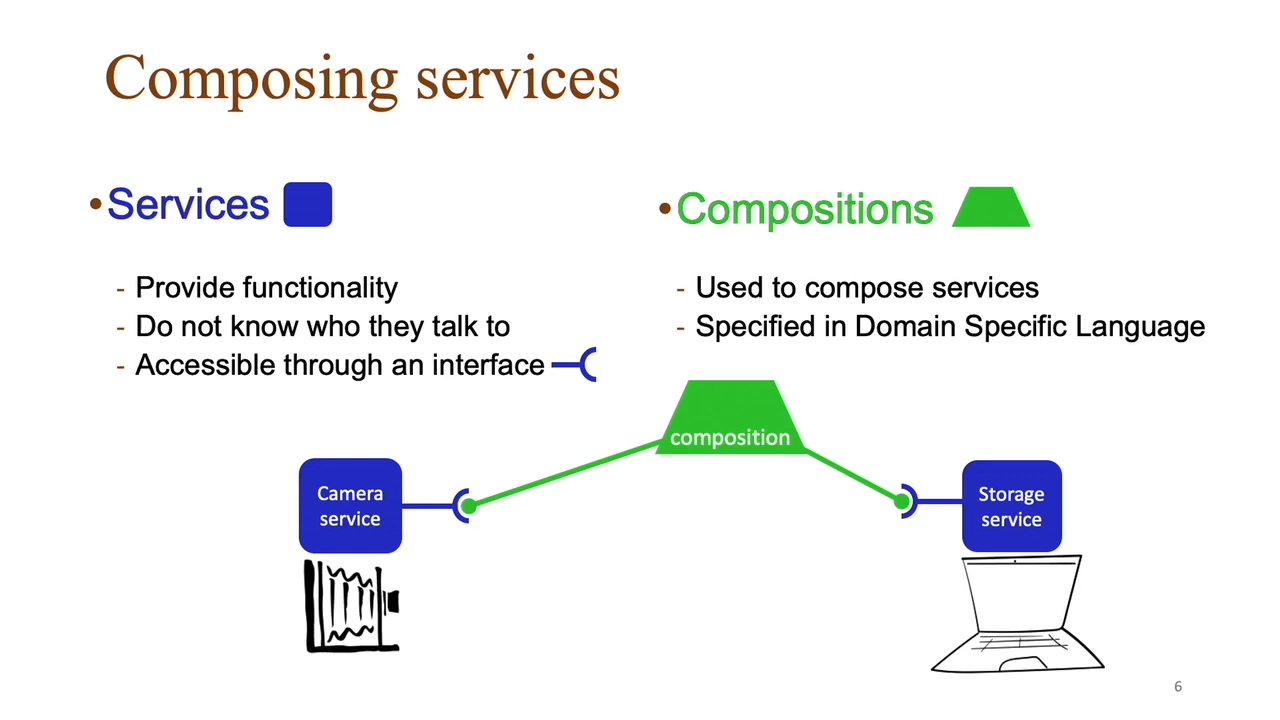 Composing services
•Services
- Provide functionality
- Do not know who they talk to
- Accessible through an interface
•Compositions
- Used to compose services
- Specified in Domain Specific Language
composition
Camera
service
Storage
service
6